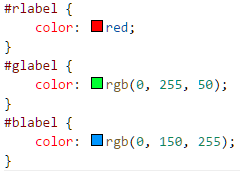 #rlabel {
color: red;
}
#glabel {
color: rgb(0, 255, 50);
}
#blabel {
color: rgb(0, 150, 255);
}